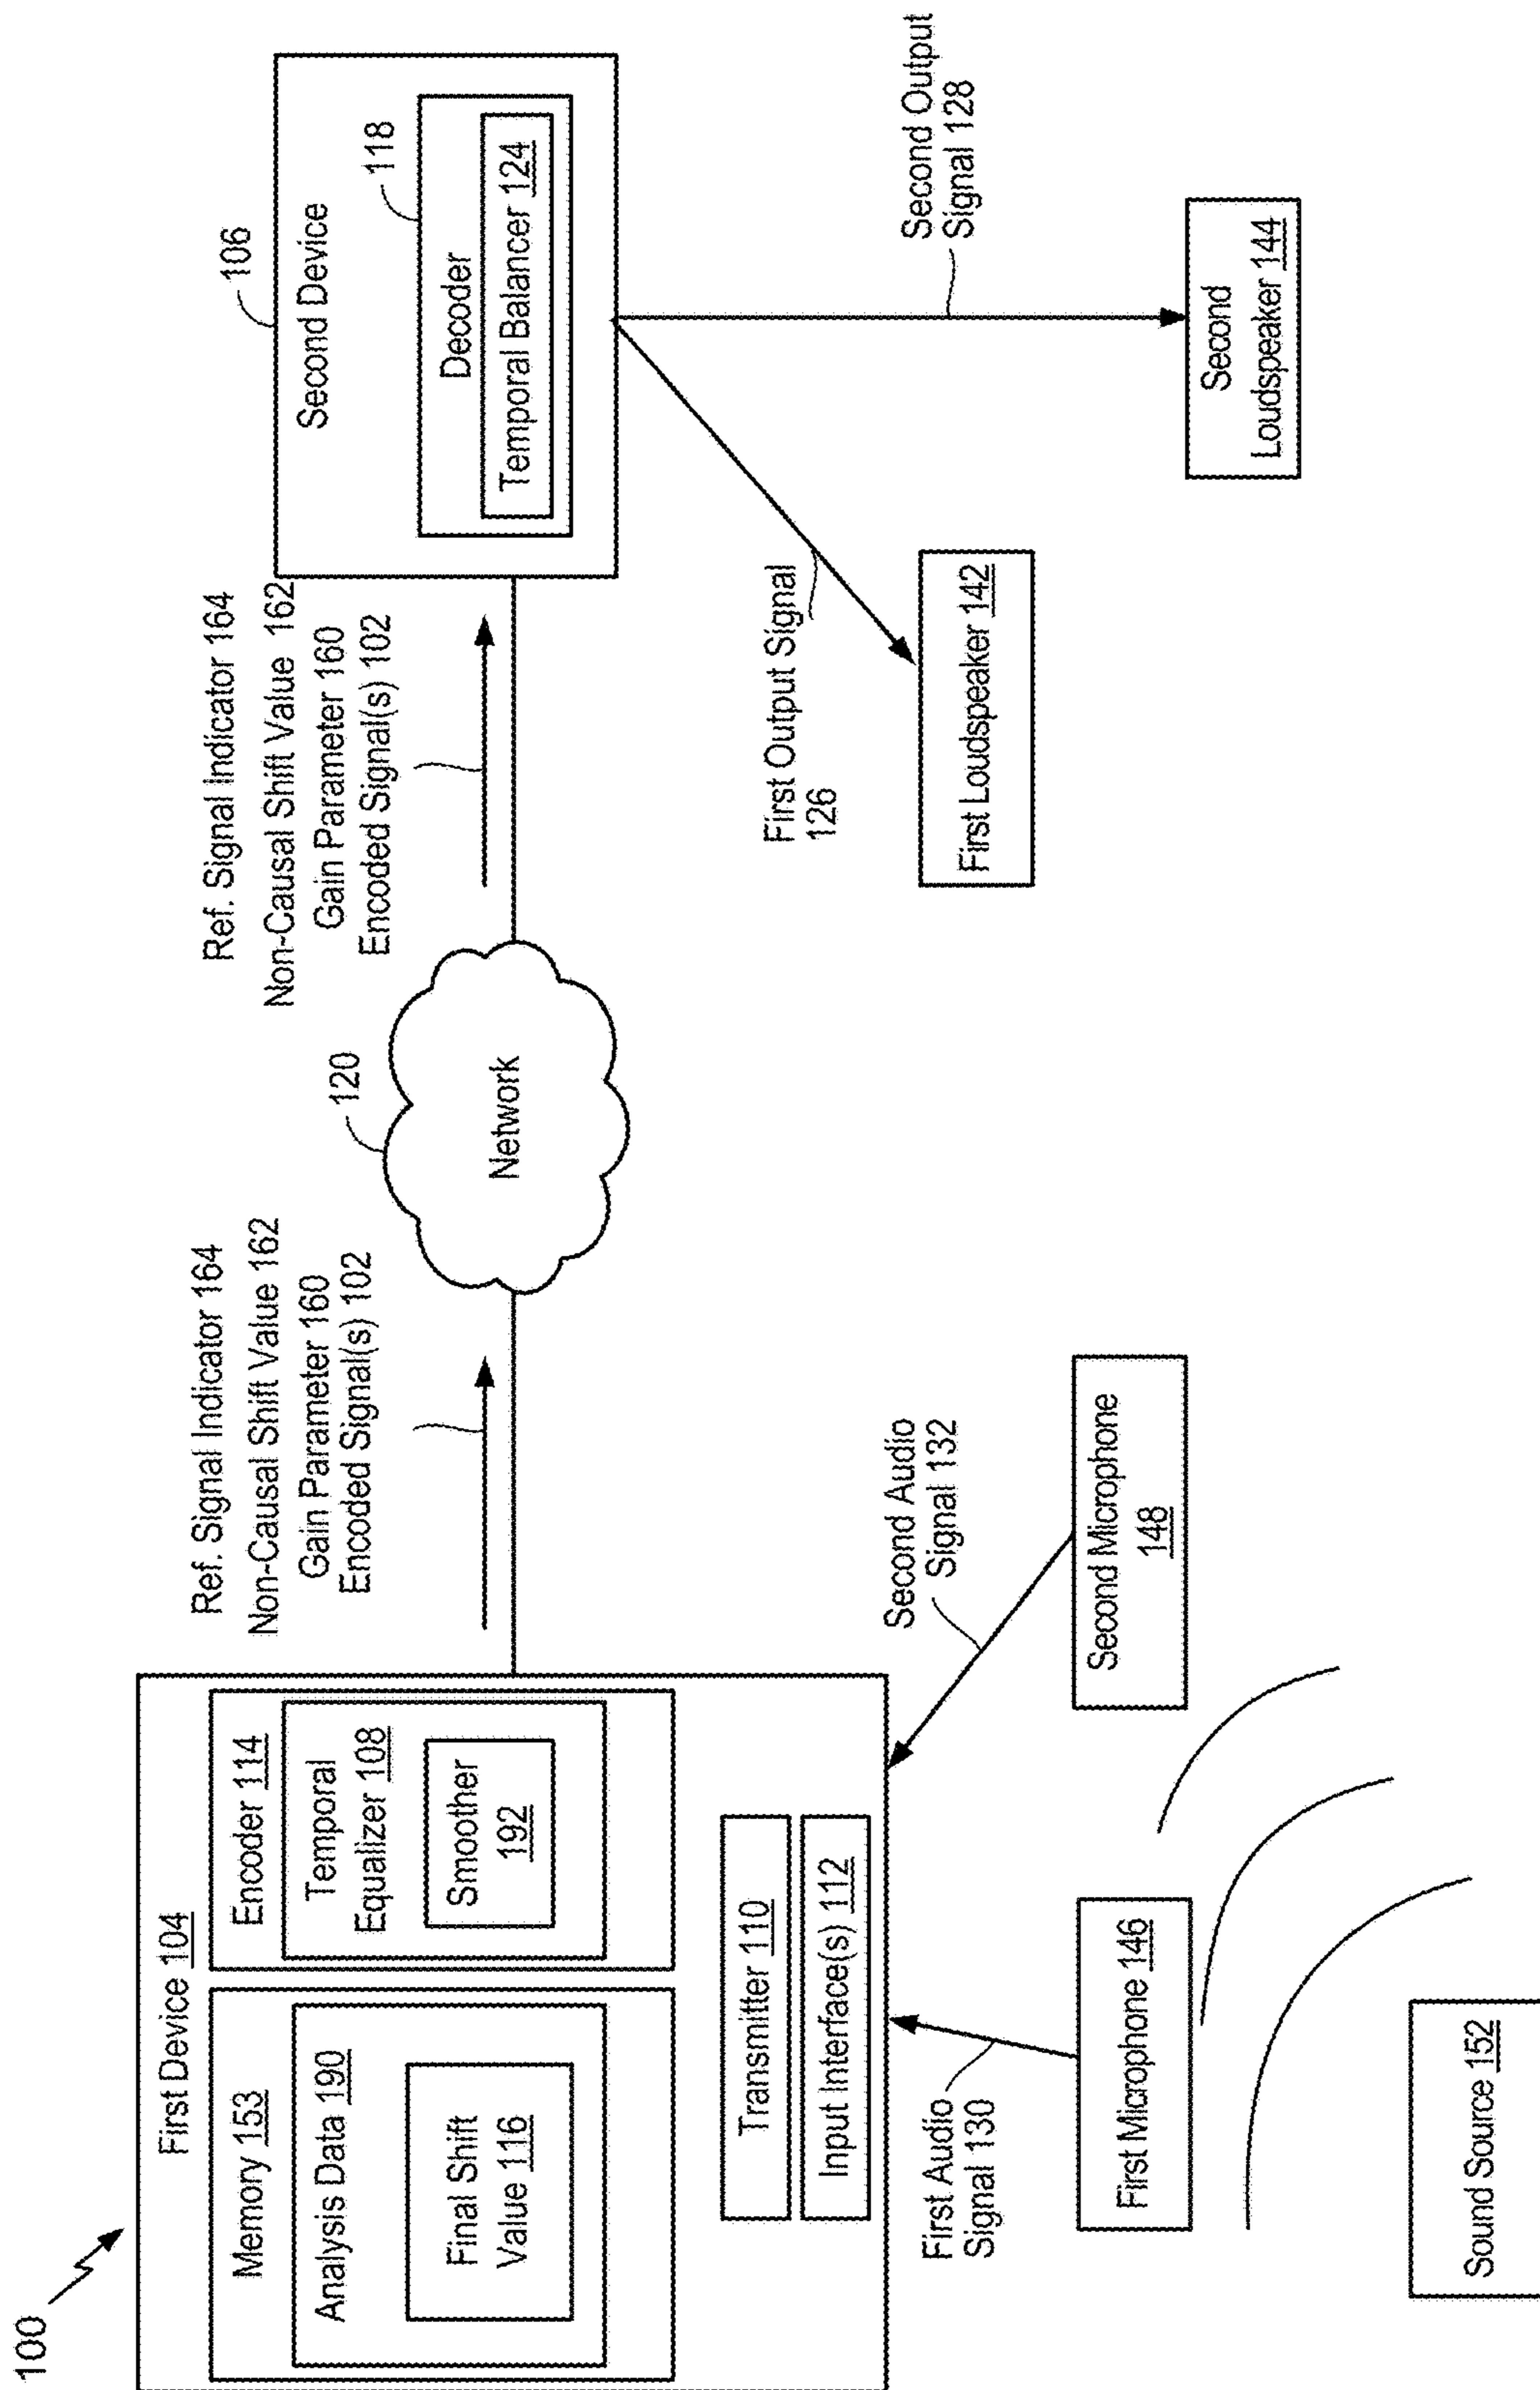 100
First Device 104
Memory 153
Analysis Data 190
Final Shift
Value 116
Encoder 114
Temporal
Equalizer 108
Smoother
192
Transmitter 110
Input Interface(s) 112
First Audio
Signal 130
Second Audio
Signal 132
First Microphone 146
Second Microphone
148
Sound Source 152
Ref. Signal Indicator 164
Non-Causal Shift Value 162
Gain Parameter 160
Encoded Signal(s) 102
120
Network
Ref. Signal Indicator 164
Non-Causal Shift Value 162
Gain Parameter 160
Encoded Signal(s) 102
106
Second Device
118
Decoder
Temporal Balancer 124
First Output Signal
126
Second Output
Signal 128
First Loudspeaker 142
Second
Loudspeaker 144